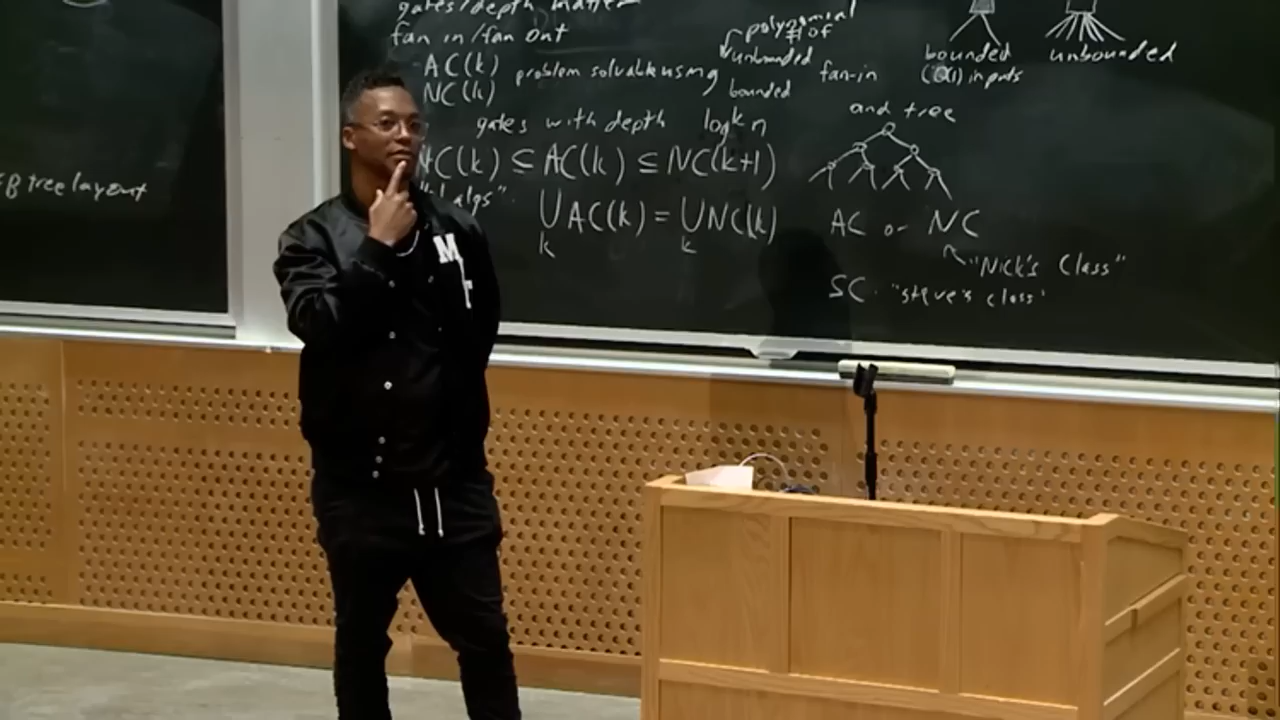 gates/depth matter
fan in/fan out
AC(k)
NC(k)
problem solvable using
polynomial
# of
unbounded
bounded
fan-in
gates with depth log^k n
NC(k) ⊆ AC(k) ⊆ NC(k+1)
algs".
∪ AC(k) = ∪ NC(k)
k k
bounded
(O(1)) inputs
unbounded
and tree
AC or NC
"Nick's Class"
SC. "Steve's class"
B tree layout
M
F